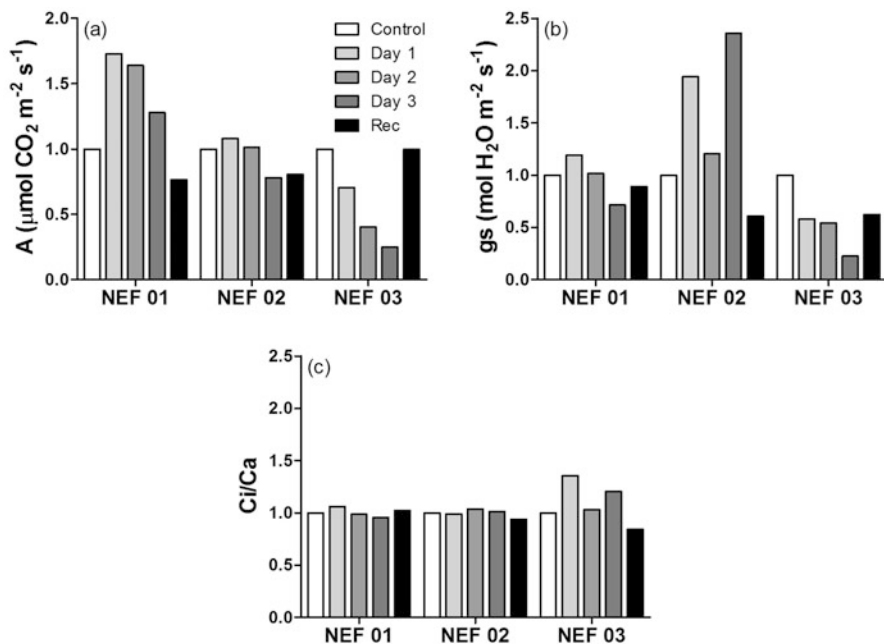 (a)
A (µmol CO₂ m⁻² s⁻¹)
2.0
1.5
1.0
0.5
0.0
NEF 01 NEF 02 NEF 03
Control
Day 1
Day 2
Day 3
Rec
(b)
gs (mol H₂O m⁻² s⁻¹)
2.5
2.0
1.5
1.0
0.5
0.0
NEF 01 NEF 02 NEF 03
(c)
Ci/Ca
2.5
2.0
1.5
1.0
0.5
0.0
NEF 01 NEF 02 NEF 03